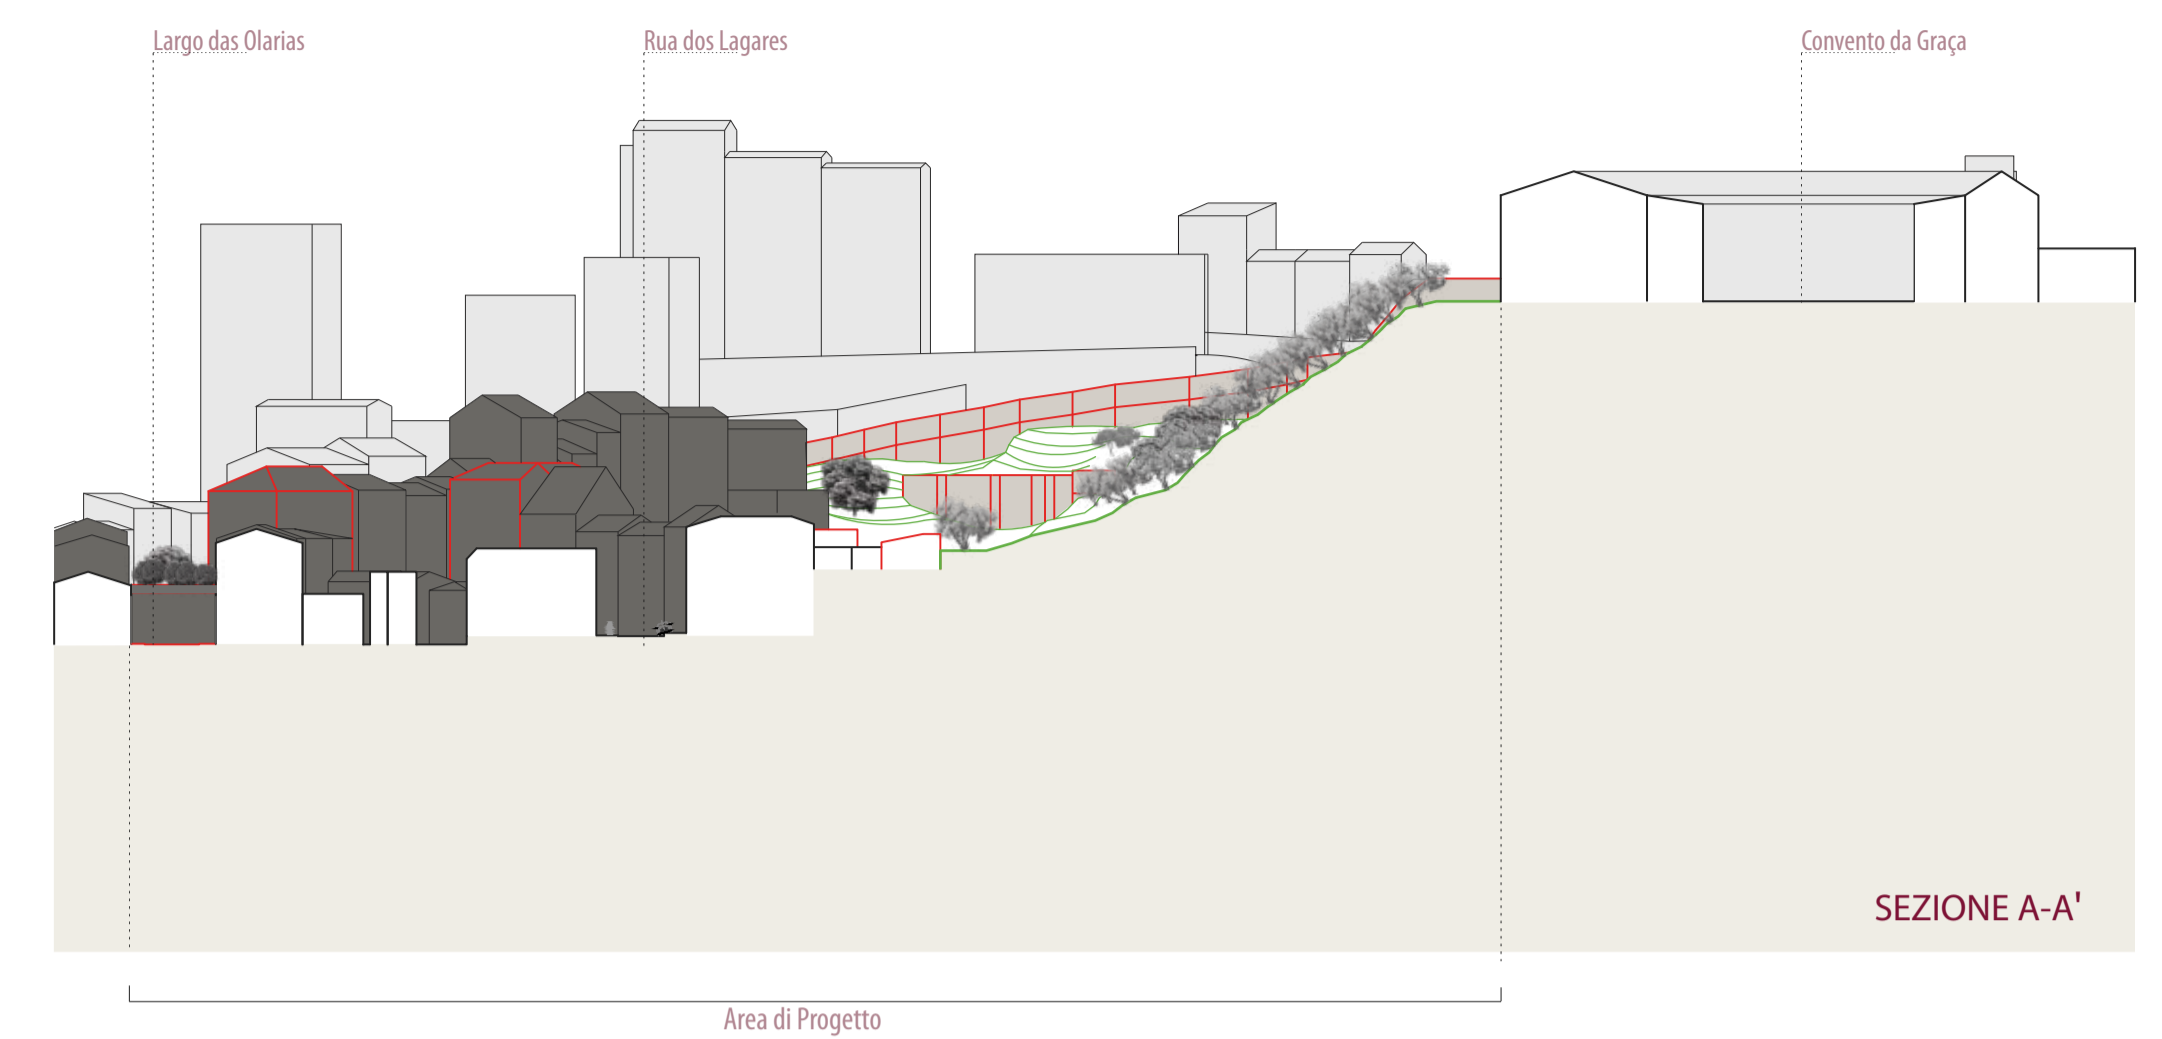 Largo das Olarias
Rua dos Lagares
Convento da Graça
SEZIONE A-A'
Area di Progetto